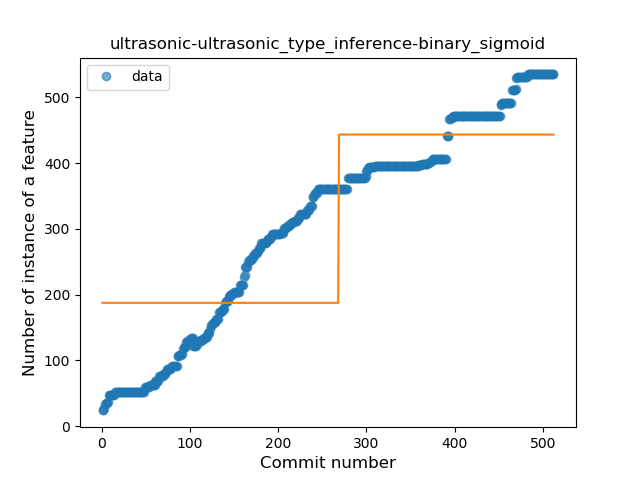 ultrasonic-ultrasonic_type_inference-binary_sigmoid
data
Number of instance of a feature
500
400
300
200
100
0
0 100 200 300 400 500
Commit number